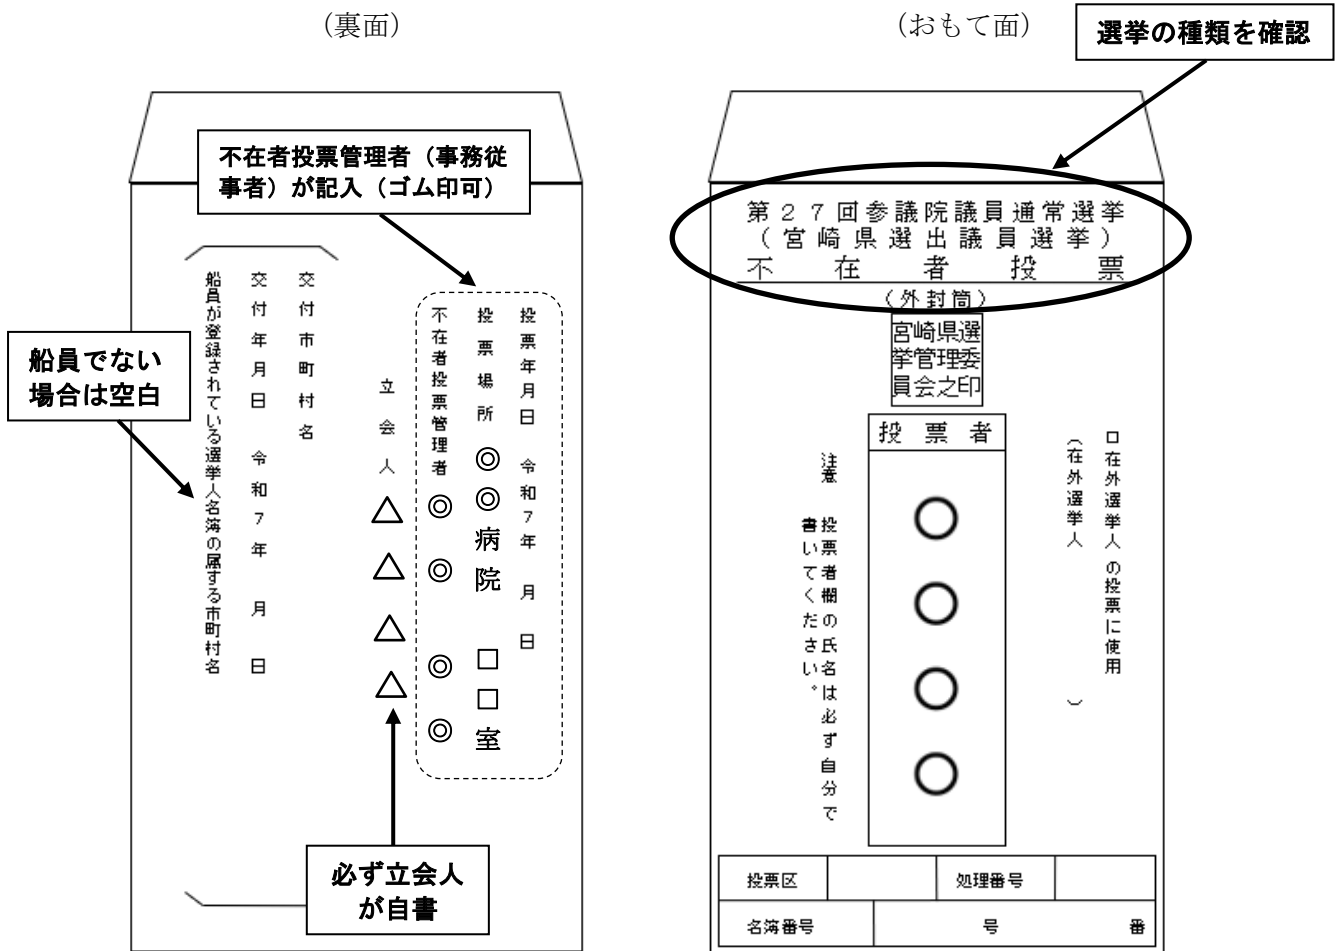 （裏面）
不在者投票管理者（事務従
事者）が記入（ゴム印可）
投票年月日　令和７年　月　日
投票場所　◎◎病院　□□室
不在者投票管理者　◎　◎　◎　◎
立会人　△　△　△　△
交付市町村名
交付年月日　令和７年　月　日
船員が登録されている選挙人名簿の属する市町村名
船員でない
場合は空白
必ず立会人
が自書
（おもて面）
選挙の種類を確認
第２７回参議院議員通常選挙
（宮崎県選出議員選挙）
不在者投票
（外封筒）
宮崎県選
挙管理委
員会之印
□在外選挙人の投票に使用
（在外選挙人　）
投票者
○
○
○
○
注意　投票者欄の氏名は必ず自分で
書いてください。
投票区　処理番号
名簿番号　号　番